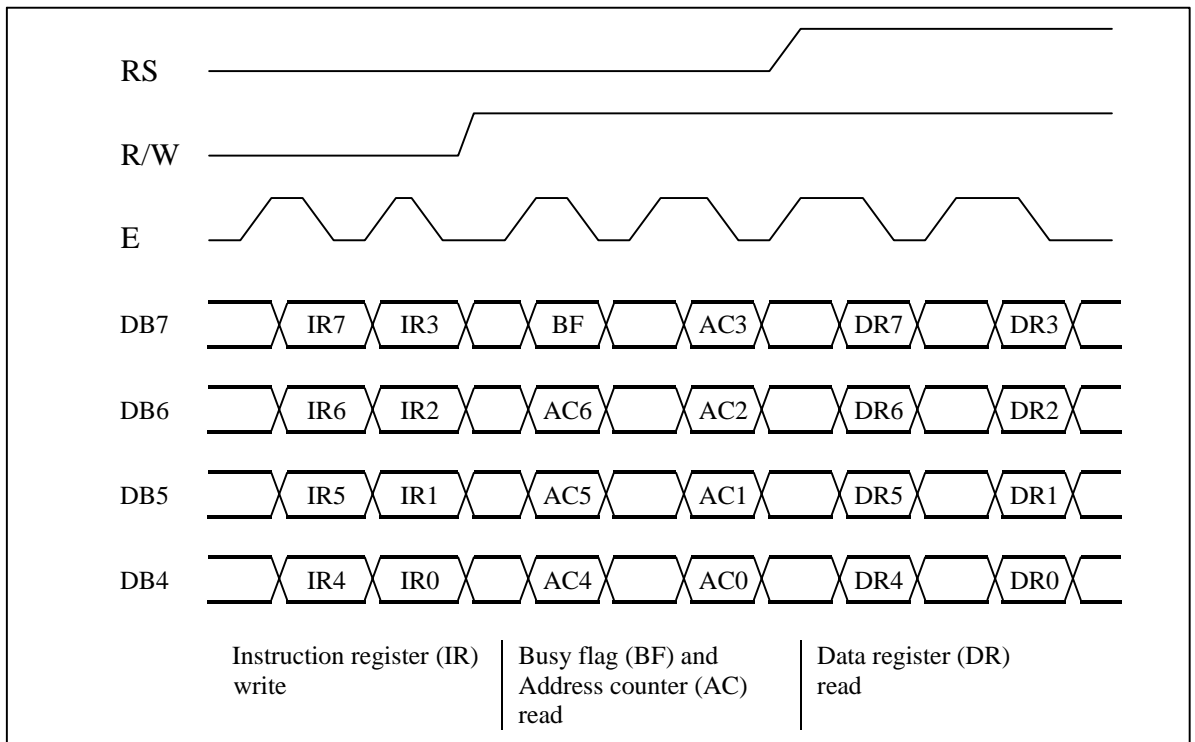 RS
R/W
E
DB7 IR7 IR3 BF AC3 DR7 DR3
DB6 IR6 IR2 AC6 AC2 DR6 DR2
DB5 IR5 IR1 AC5 AC1 DR5 DR1
DB4 IR4 IR0 AC4 AC0 DR4 DR0
Instruction register (IR)
write
Busy flag (BF) and
Address counter (AC)
read
Data register (DR)
read